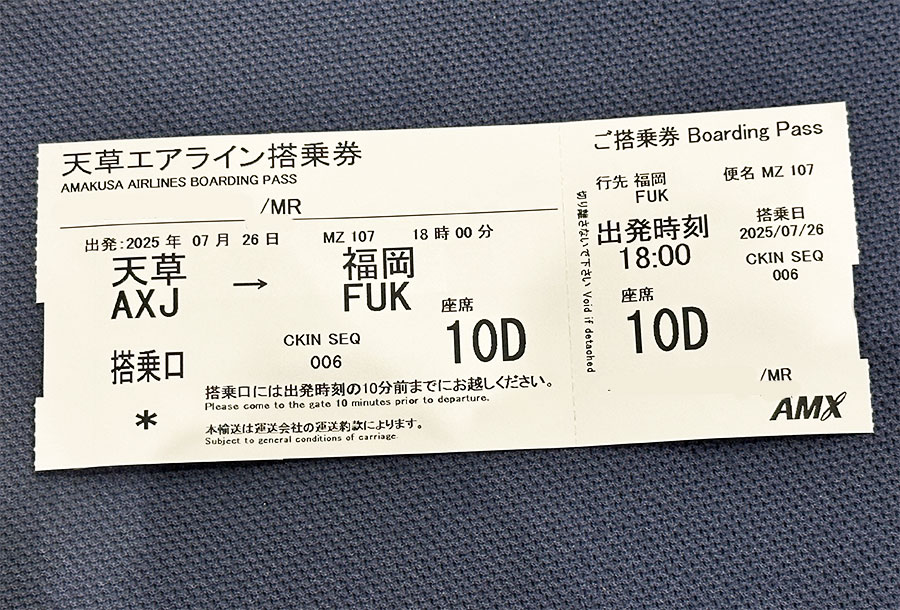 天草エアライン搭乗券
AMAKUSA AIRLINES BOARDING PASS
/MR
出発:2025 年 07 月 26 日 MZ 107 18 時 00 分
天草 → 福岡
AXJ FUK
座席
10D
搭乗口
*
CKIN SEQ
006
搭乗口には出発時刻の10分前までにお越しください。
Please come to the gate 10 minutes prior to departure.
本輸送は運送会社の運送約款によります。
Subject to general conditions of carriage
切り離さないで下さい Void if detached
ご搭乗券 Boarding Pass
行先 福岡 便名 MZ 107
FUK
出発時刻
18:00
搭乗日
2025/07/26
CKIN SEQ
006
座席
10D
/MR
AMX